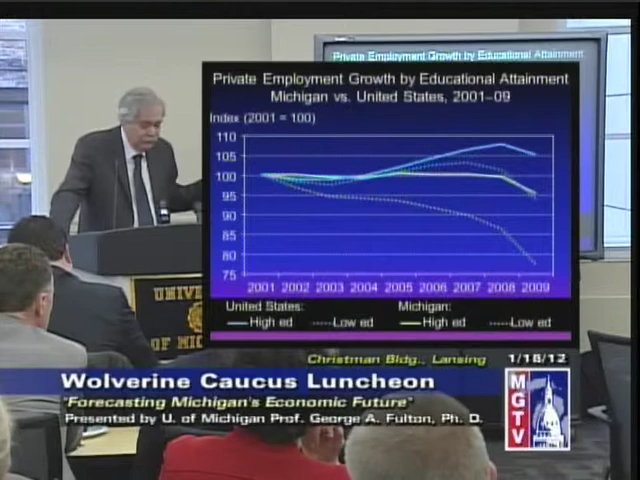 Private Employment Growth by Educational Attainment
Private Employment Growth by Educational Attainment
Michigan vs. United States, 2001–09
Index (2001 = 100)
110
105
100
95
90
85
80
75
2001 2002 2003 2004 2005 2006 2007 2008 2009
United States: Michigan:
High ed Low ed High ed Low ed
UNIV
OF MIC
Christman Bldg., Lansing 1/18/12
Wolverine Caucus Luncheon
"Forecasting Michigan's Economic Future"
Presented by U. of Michigan Prof. George A. Fulton, Ph. D.
MGTV